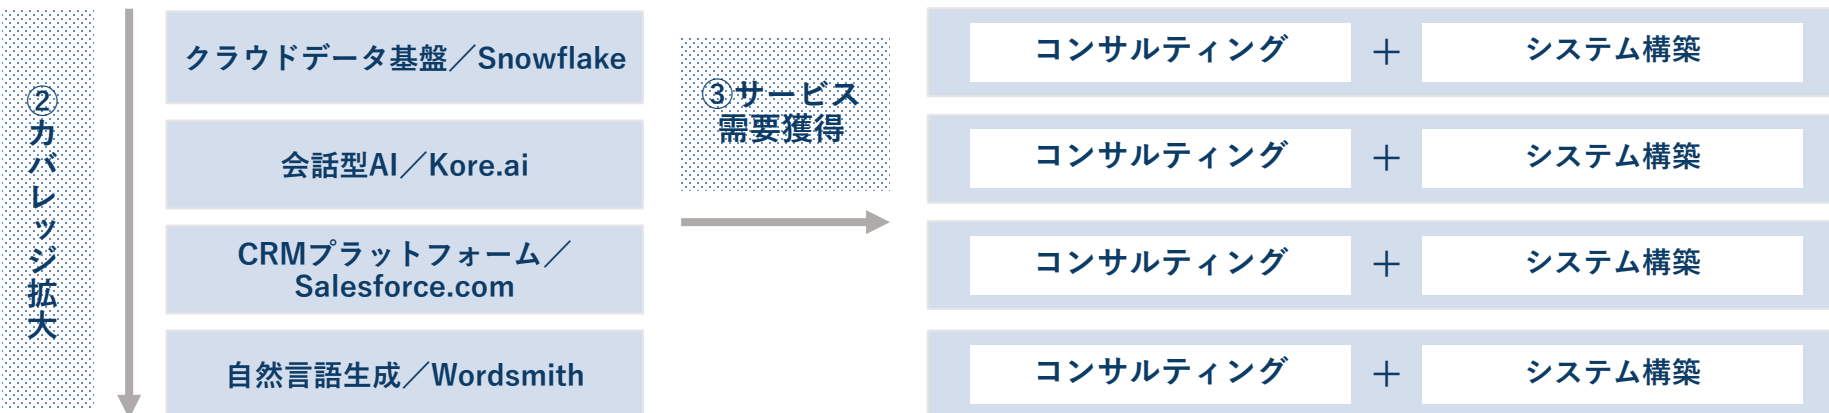 ②カバレッジ拡大
クラウドデータ基盤／Snowflake
会話型AI／Kore.ai
CRMプラットフォーム／
Salesforce.com
自然言語生成／Wordsmith
③サービス
需要獲得
コンサルティング ＋ システム構築
コンサルティング ＋ システム構築
コンサルティング ＋ システム構築
コンサルティング ＋ システム構築